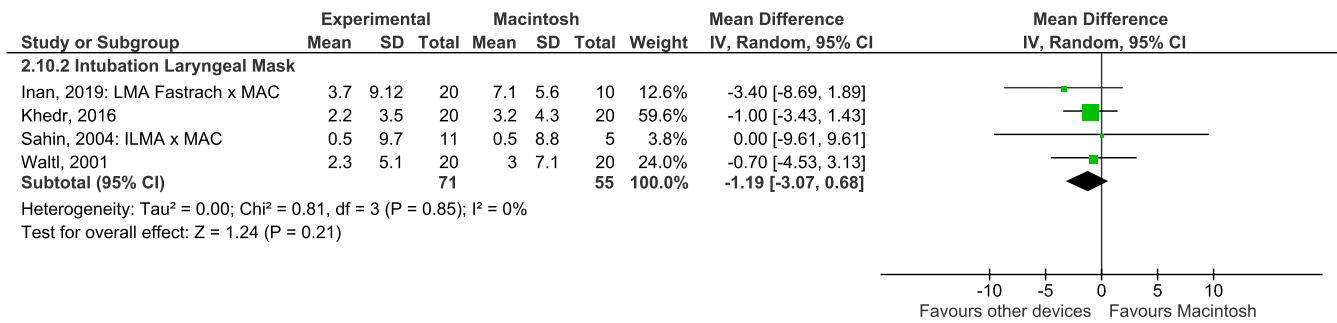 Experimental Macintosh Mean Difference Mean Difference
Study or Subgroup Mean SD Total Mean SD Total Weight IV, Random, 95% CI IV, Random, 95% CI
2.10.2 Intubation Laryngeal Mask
Inan, 2019: LMA Fastrach x MAC 3.7 9.12 20 7.1 5.6 10 12.6% -3.40 [-8.69, 1.89]
Khedr, 2016 2.2 3.5 20 3.2 4.3 20 59.6% -1.00 [-3.43, 1.43]
Sahin, 2004: ILMA x MAC 0.5 9.7 11 0.5 8.8 5 3.8% 0.00 [-9.61, 9.61]
Waltl, 2001 2.3 5.1 20 3 7.1 20 24.0% -0.70 [-4.53, 3.13]
Subtotal (95% CI) 71 55 100.0% -1.19 [-3.07, 0.68]
Heterogeneity: Tau² = 0.00; Chi² = 0.81, df = 3 (P = 0.85); I² = 0%
Test for overall effect: Z = 1.24 (P = 0.21)
-10 -5 0 5 10
Favours other devices Favours Macintosh